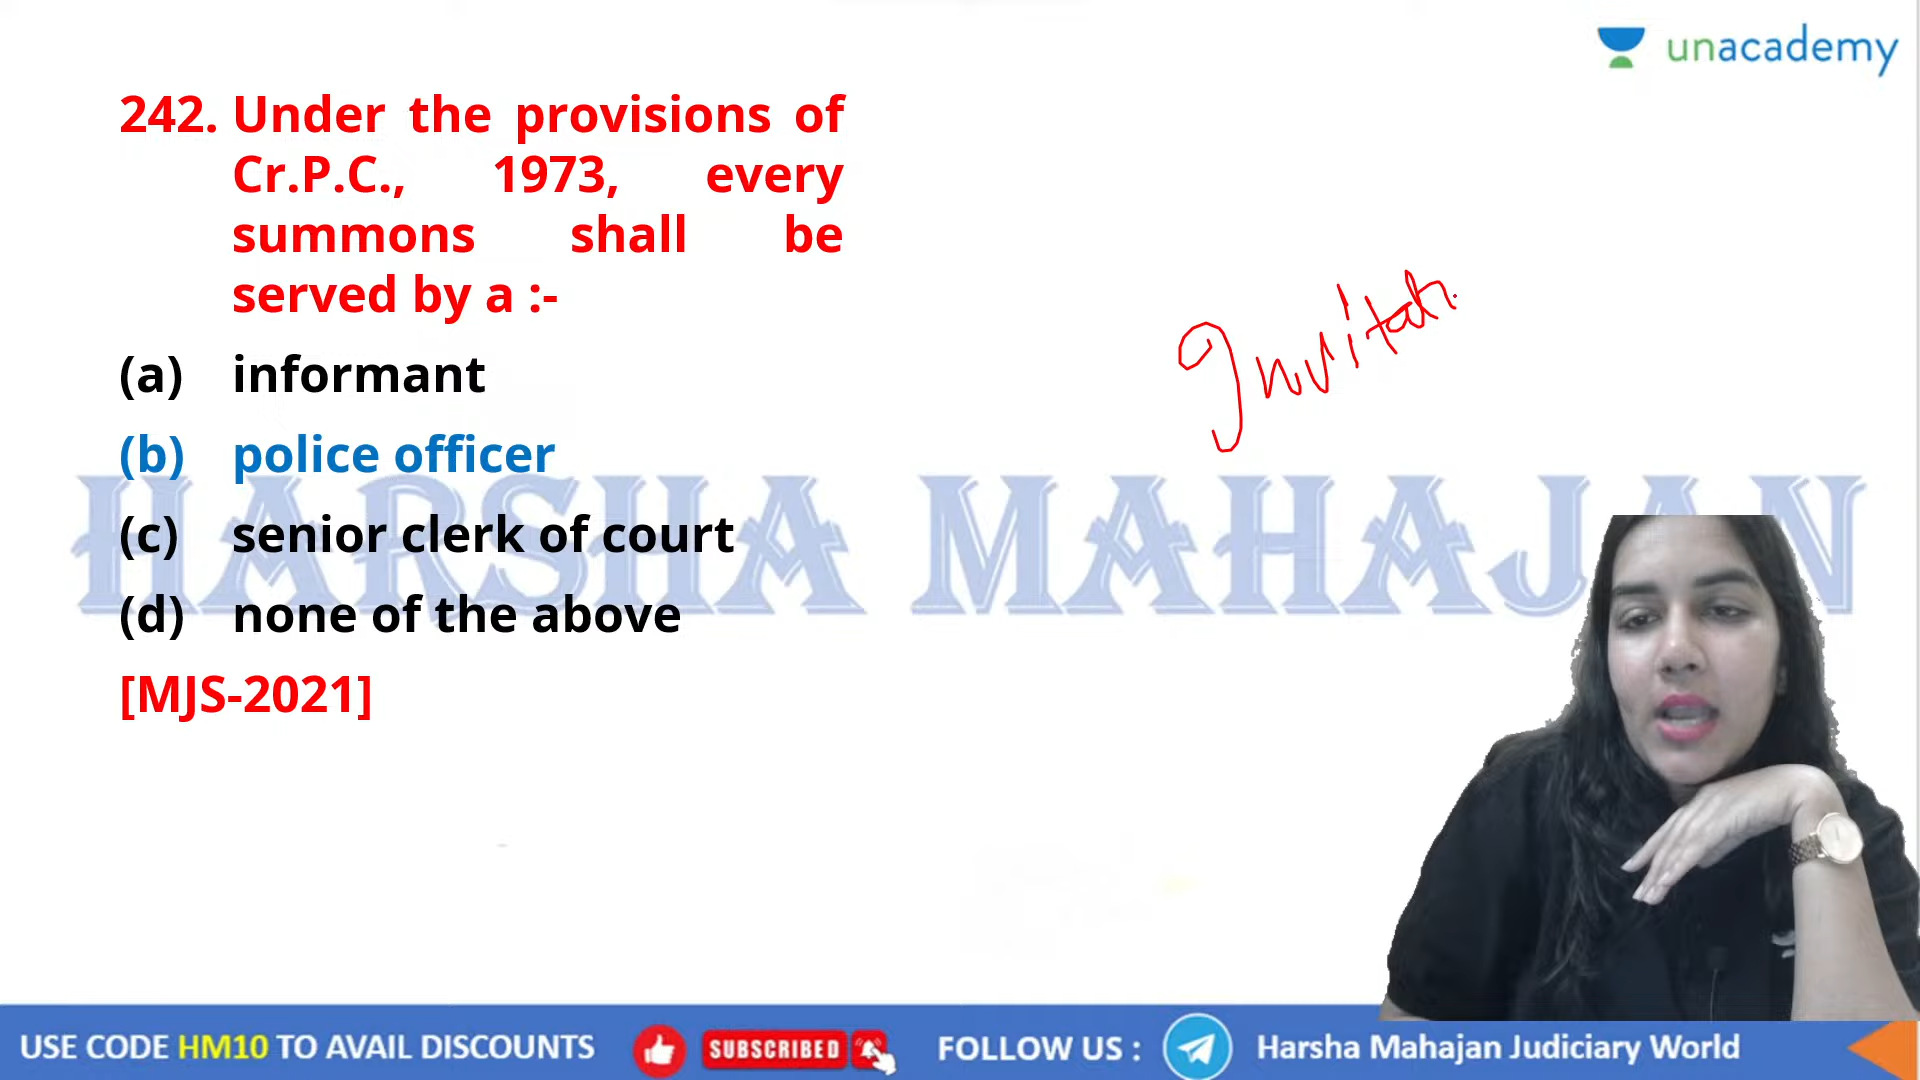 unacademy
242. Under the provisions of
Cr.P.C., 1973, every
summons shall be
served by a :-
(a) informant
(b) police officer
(c) senior clerk of court
(d) none of the above
[MJS-2021]
HARSHA MAHAJAN
USE CODE HM10 TO AVAIL DISCOUNTS
SUBSCRIBED
FOLLOW US :
Harsha Mahajan Judiciary World